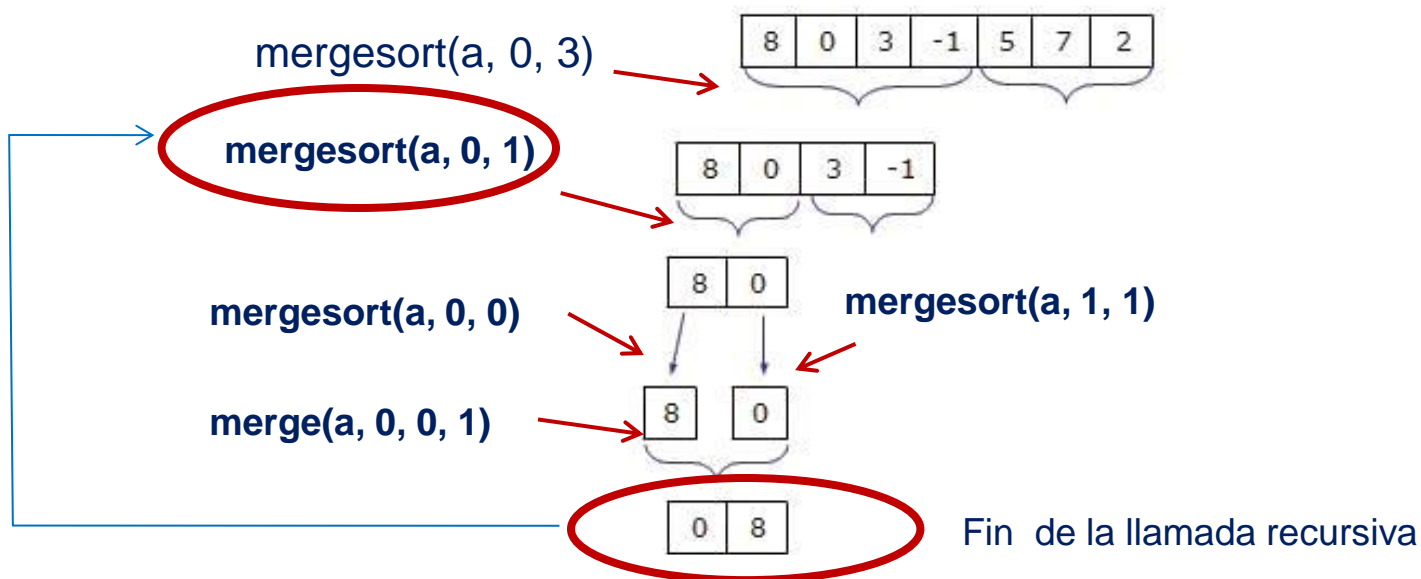 mergesort(a, 0, 3)
8 0 3 -1 5 7 2
mergesort(a, 0, 1)
8 0 3 -1
8 0
mergesort(a, 0, 0)
mergesort(a, 1, 1)
8 0
merge(a, 0, 0, 1)
0 8
Fin de la llamada recursiva